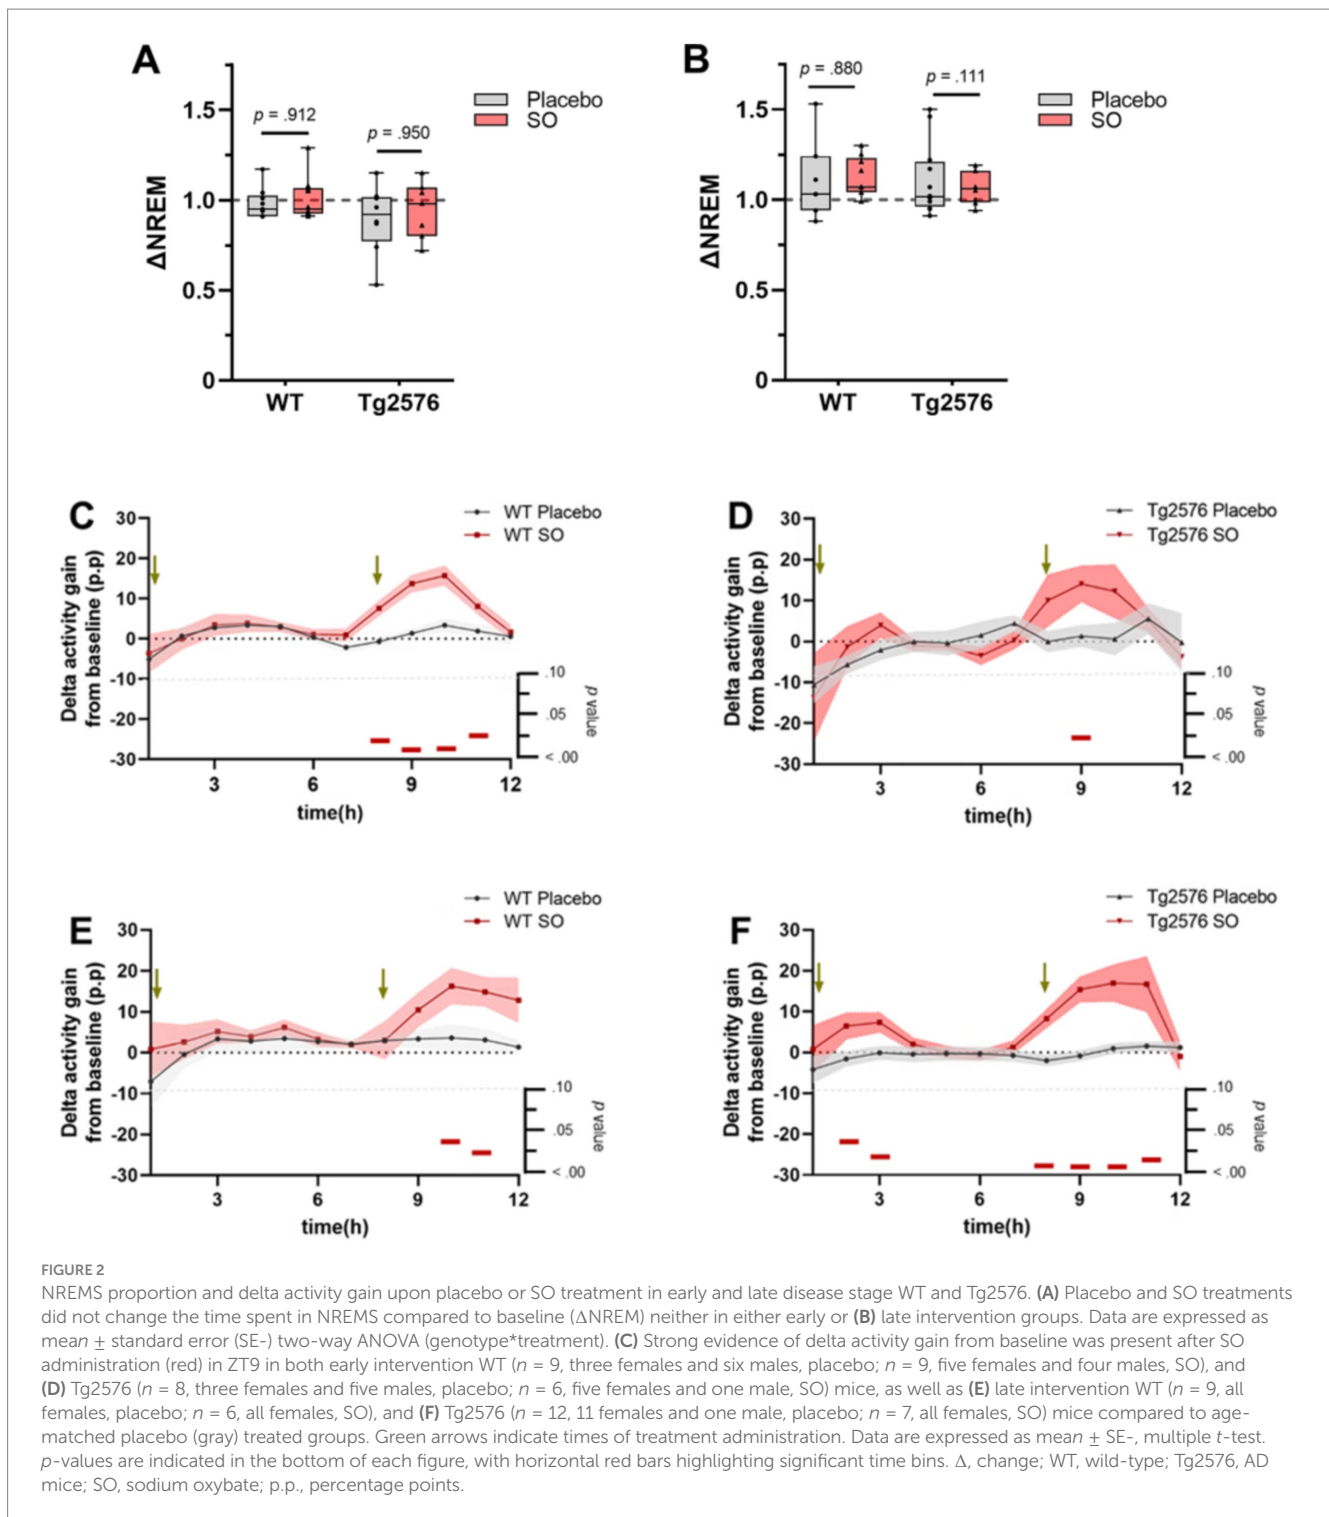 A
1.5
1.0
0.5
0
ΔNREM
p = .912
p = .950
WT
Tg2576
Placebo
SO
B
1.5
1.0
0.5
0
ΔNREM
p = .880
p = .111
WT
Tg2576
Placebo
SO
C
WT Placebo
WT SO
Delta activity gain
from baseline (p.p)
30
20
10
0
-10
-20
-30
3
6
9
12
time(h)
.10
.05
< .00
p value
D
Tg2576 Placebo
Tg2576 SO
Delta activity gain
from baseline (p.p)
30
20
10
0
-10
-20
-30
3
6
9
12
time(h)
.10
.05
< .00
p value
E
WT Placebo
WT SO
Delta activity gain
from baseline (p.p)
30
20
10
0
-10
-20
-30
3
6
9
12
time(h)
.10
.05
< .00
p value
F
Tg2576 Placebo
Tg2576 SO
Delta activity gain
from baseline (p.p)
30
20
10
0
-10
-20
-30
3
6
9
12
time(h)
.10
.05
< .00
p value
FIGURE 2
NREMS proportion and delta activity gain upon placebo or SO treatment in early and late disease stage WT and Tg2576. (A) Placebo and SO treatments
did not change the time spent in NREMS compared to baseline (ΔNREM) neither in either early or (B) late intervention groups. Data are expressed as
mean ± standard error (SE-) two-way ANOVA (genotype*treatment). (C) Strong evidence of delta activity gain from baseline was present after SO
administration (red) in ZT9 in both early intervention WT (n = 9, three females and six males, placebo; n = 9, five females and four males, SO), and
(D) Tg2576 (n = 8, three females and five males, placebo; n = 6, five females and one male, SO) mice, as well as (E) late intervention WT (n = 9, all
females, placebo; n = 6, all females, SO), and (F) Tg2576 (n = 12, 11 females and one male, placebo; n = 7, all females, SO) mice compared to age-
matched placebo (gray) treated groups. Green arrows indicate times of treatment administration. Data are expressed as mean ± SE-, multiple t-test.
p-values are indicated in the bottom of each figure, with horizontal red bars highlighting significant time bins. Δ, change; WT, wild-type; Tg2576, AD
mice; SO, sodium oxybate; p.p., percentage points.